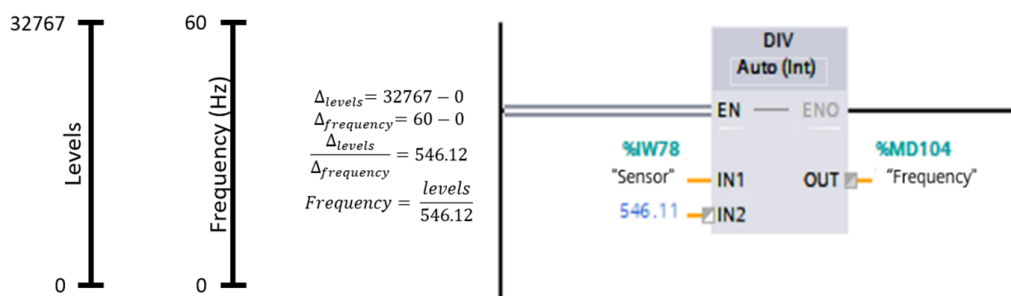 32767
Levels
0
60
Frequency (Hz)
0
Δlevels= 32767 − 0
Δfrequency= 60 − 0
Δlevels
Δfrequency
= 546.12
Frequency = levels
546.12
DIV
Auto (Int)
EN ENO
%IW78 %MD104
"Sensor" IN1 OUT "Frequency"
546.11 IN2